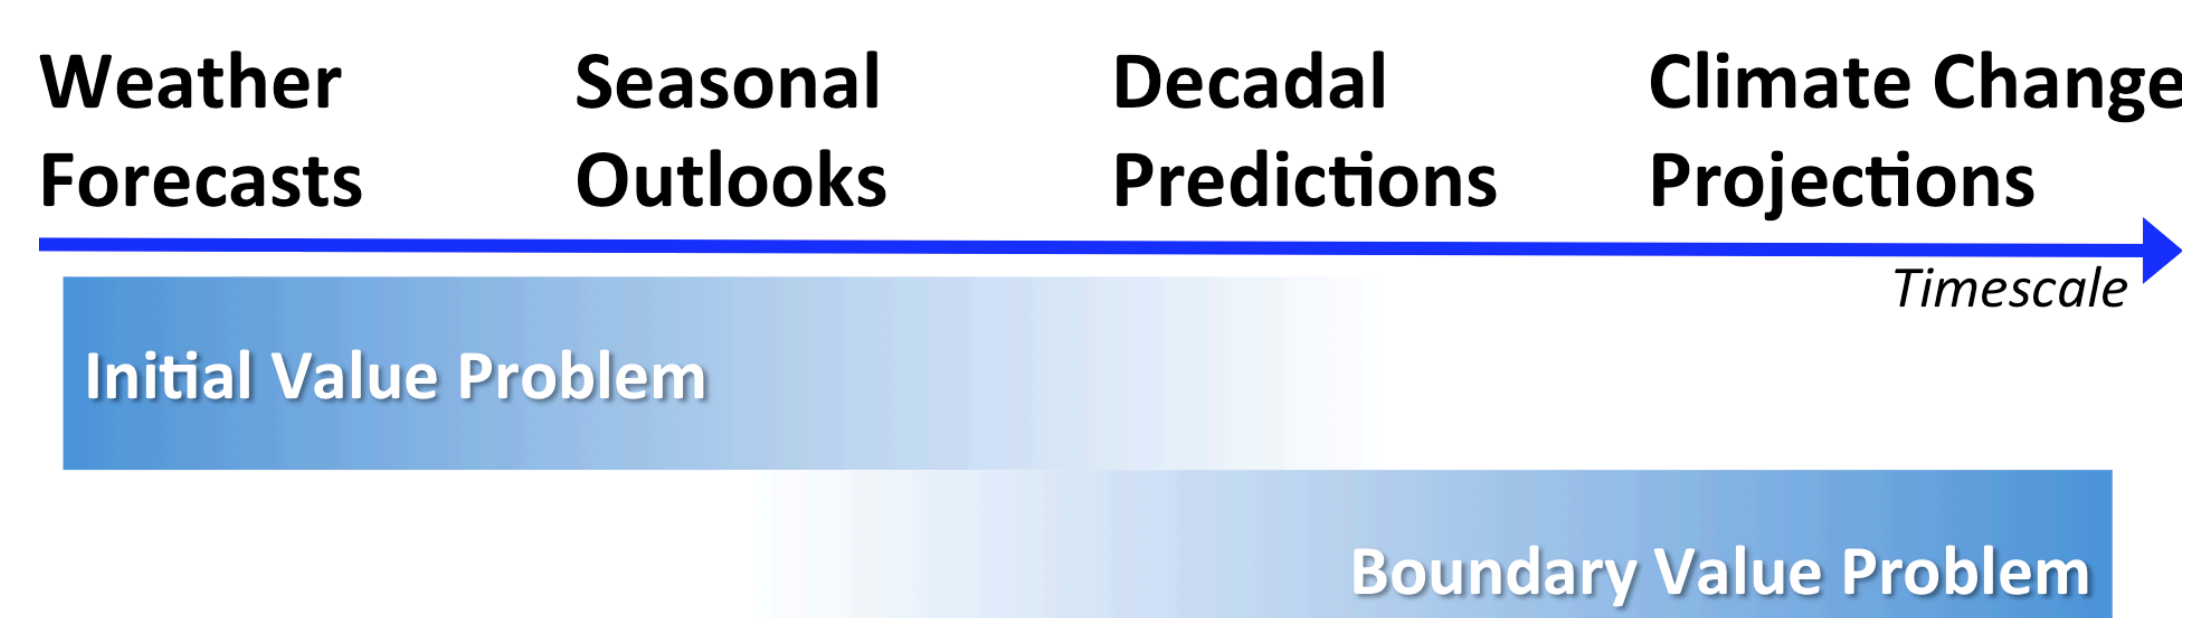 Weather Forecasts
Seasonal Outlooks
Decadal Predictions
Climate Change Projections
Timescale
Initial Value Problem
Boundary Value Problem